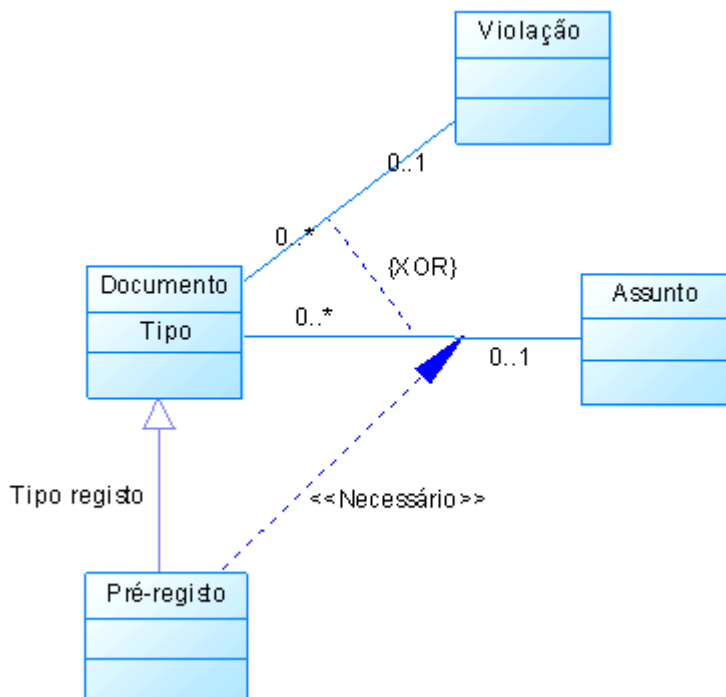 Violação
0..1
0..*
{XOR}
Documento
Tipo
0..*
0..1
Assunto
Tipo registo
<<Necessário>>
Pré-registo